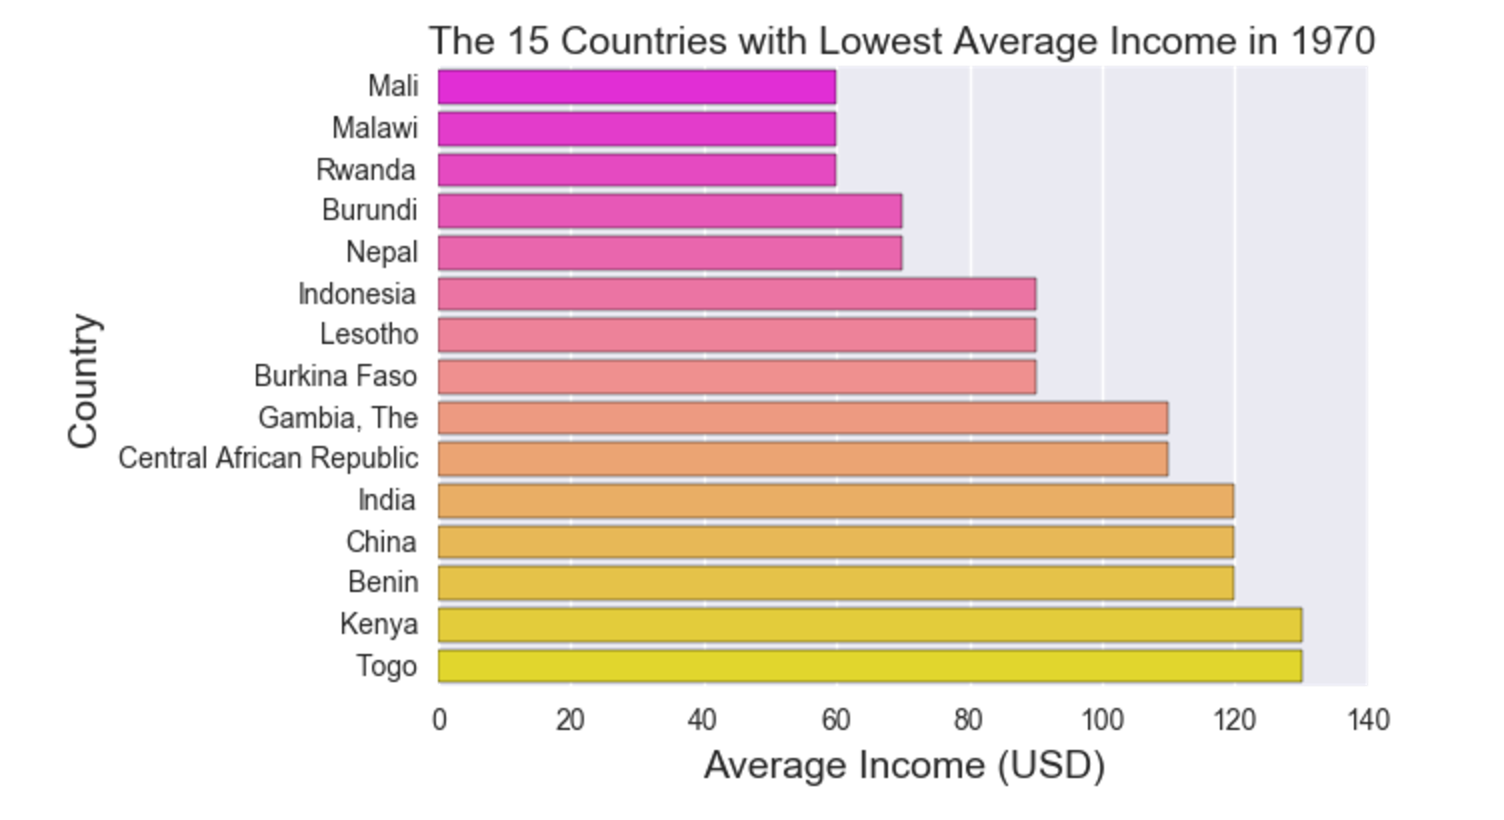 The 15 Countries with Lowest Average Income in 1970
Mali
Malawi
Rwanda
Burundi
Nepal
Indonesia
Lesotho
Burkina Faso
Gambia, The
Central African Republic
India
China
Benin
Kenya
Togo
Country
0 20 40 60 80 100 120 140
Average Income (USD)